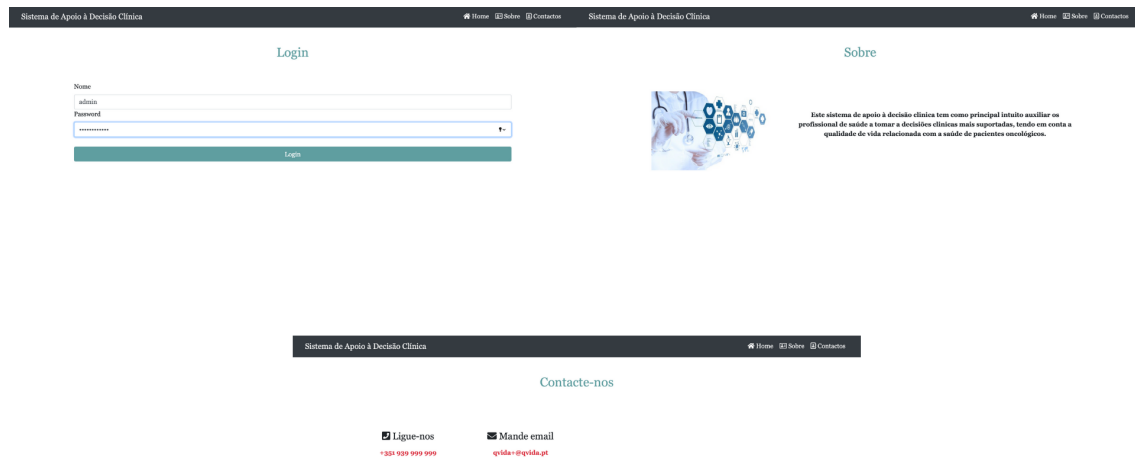 Sistema de Apoio à Decisão Clínica
Home Sobre Contactos
Login
Nome
admin
Password
Login
Sistema de Apoio à Decisão Clínica
Home Sobre Contactos
Sobre
Este sistema de apoio à decisão clínica tem como principal intuito auxiliar os
profissional de saúde a tomar a decisiões clínicas mais suportadas, tendo em conta a
qualidade de vida relacionada com a saúde de pacientes oncológicos.
Sistema de Apoio à Decisão Clínica
Home Sobre Contactos
Contacte-nos
Ligue-nos
+351 939 999 999
Mande email
qvida+@qvida.pt